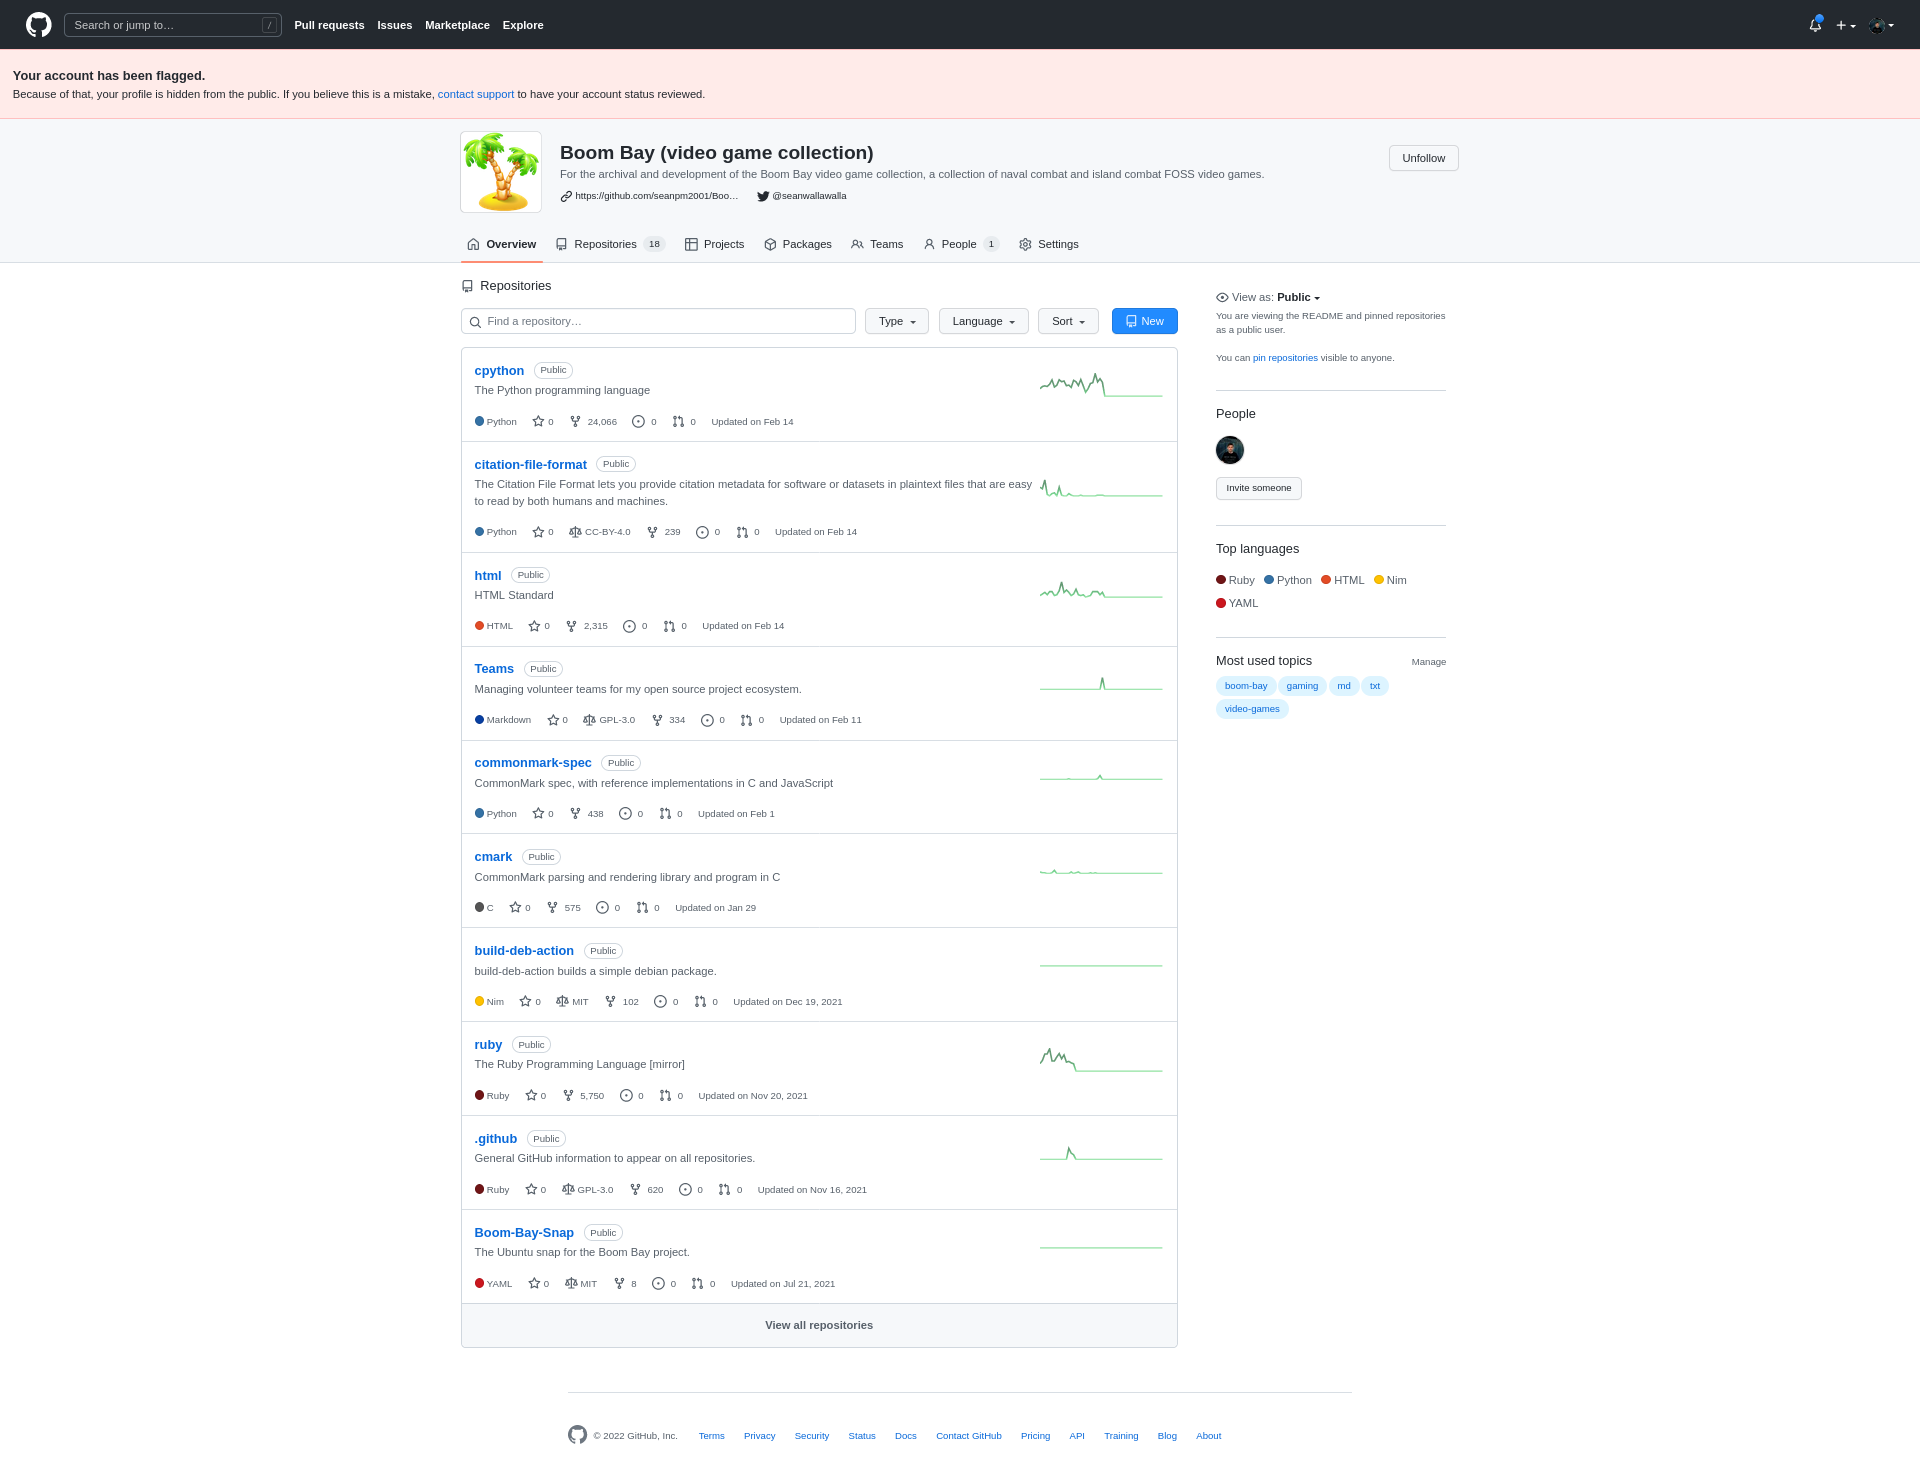 Search or jump to…
/
Pull requests Issues Marketplace Explore
Your account has been flagged.
Because of that, your profile is hidden from the public. If you believe this is a mistake, contact support to have your account status reviewed.
Boom Bay (video game collection)
Unfollow
For the archival and development of the Boom Bay video game collection, a collection of naval combat and island combat FOSS video games.
https://github.com/seanpm2001/Boo… @seanwallawalla
Overview Repositories 18 Projects Packages Teams People 1 Settings
Repositories
Find a repository… Type Language Sort New
cpython Public
The Python programming language
Python 0 24,066 0 0 Updated on Feb 14
citation-file-format Public
The Citation File Format lets you provide citation metadata for software or datasets in plaintext files that are easy
to read by both humans and machines.
Python 0 CC-BY-4.0 239 0 0 Updated on Feb 14
html Public
HTML Standard
HTML 0 2,315 0 0 Updated on Feb 14
Teams Public
Managing volunteer teams for my open source project ecosystem.
Markdown 0 GPL-3.0 334 0 0 Updated on Feb 11
commonmark-spec Public
CommonMark spec, with reference implementations in C and JavaScript
Python 0 438 0 0 Updated on Feb 1
cmark Public
CommonMark parsing and rendering library and program in C
C 0 575 0 0 Updated on Jan 29
build-deb-action Public
build-deb-action builds a simple debian package.
Nim 0 MIT 102 0 0 Updated on Dec 19, 2021
ruby Public
The Ruby Programming Language [mirror]
Ruby 0 5,750 0 0 Updated on Nov 20, 2021
.github Public
General GitHub information to appear on all repositories.
Ruby 0 GPL-3.0 620 0 0 Updated on Nov 16, 2021
Boom-Bay-Snap Public
The Ubuntu snap for the Boom Bay project.
YAML 0 MIT 8 0 0 Updated on Jul 21, 2021
View all repositories
View as: Public
You are viewing the README and pinned repositories
as a public user.
You can pin repositories visible to anyone.
People
Invite someone
Top languages
Ruby Python HTML Nim
YAML
Most used topics Manage
boom-bay gaming md txt
video-games
© 2022 GitHub, Inc. Terms Privacy Security Status Docs Contact GitHub Pricing API Training Blog About